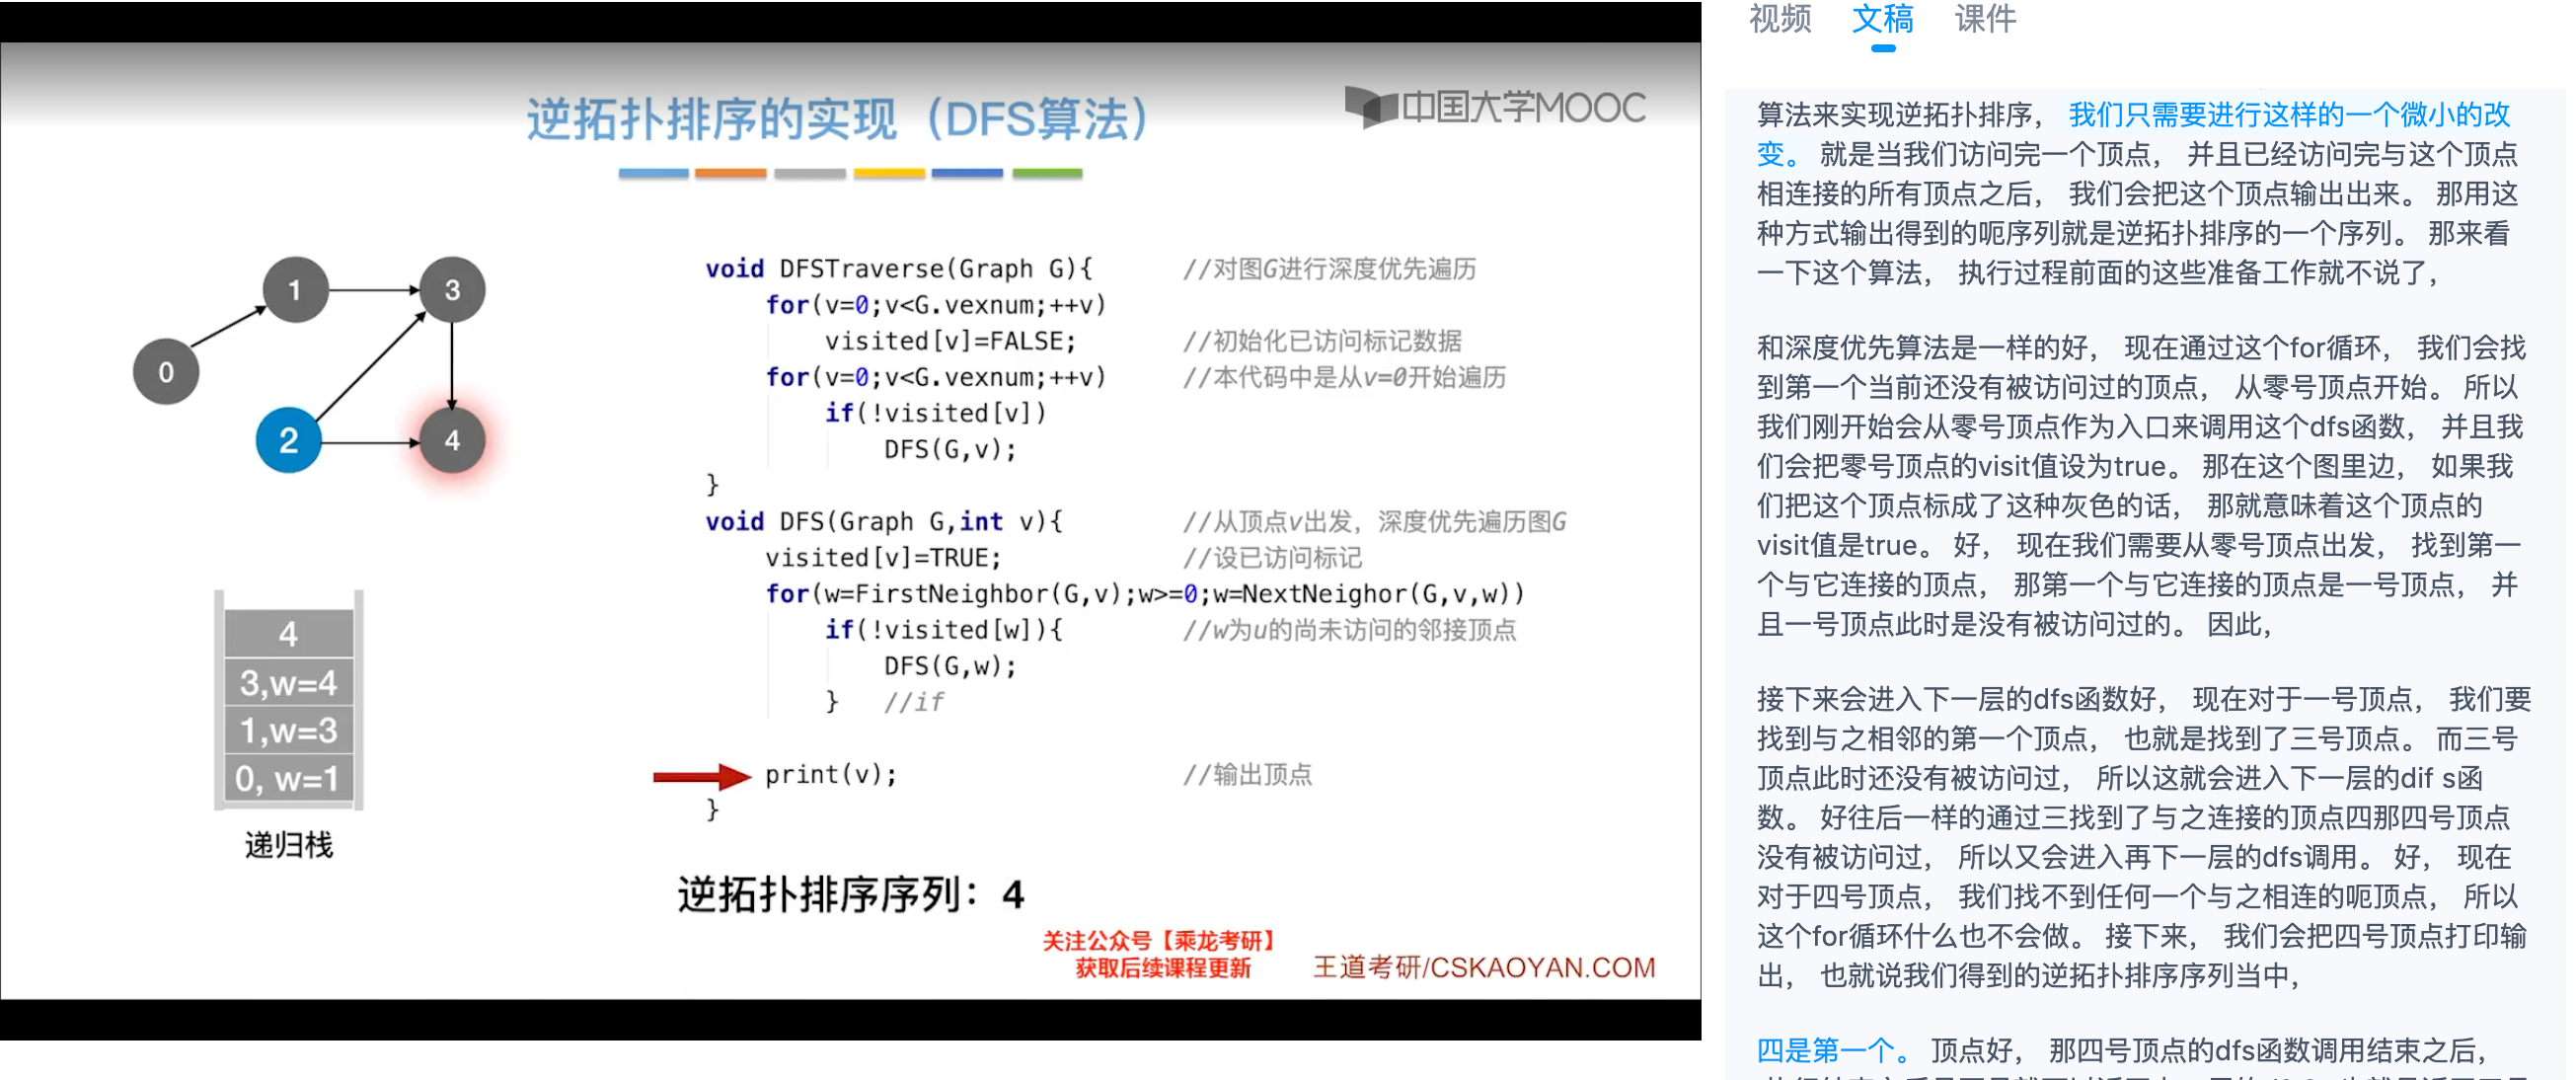 逆拓扑排序的实现（DFS算法）
中国大学MOOC
0
1
2
3
4
4
3,w=4
1,w=3
0, w=1
递归栈
void DFSTraverse(Graph G){ //对图G进行深度优先遍历
for(v=0;v<G.vexnum;++v)
visited[v]=FALSE; //初始化已访问标记数据
for(v=0;v<G.vexnum;++v) //本代码中是从v=0开始遍历
if(!visited[v])
DFS(G,v);
}
void DFS(Graph G,int v){ //从顶点v出发，深度优先遍历图G
visited[v]=TRUE; //设已访问标记
for(w=FirstNeighbor(G,v);w>=0;w=NextNeighor(G,v,w))
if(!visited[w]){ //w为u的尚未访问的邻接顶点
DFS(G,w);
} //if
print(v); //输出顶点
}
逆拓扑排序序列：4
关注公众号【乘龙考研】
获取后续课程更新
王道考研/CSKAOYAN.COM
视频 文稿 课件
算法来实现逆拓扑排序， 我们只需要进行这样的一个微小的改
变。 就是当我们访问完一个顶点， 并且已经访问完与这个顶点
相连接的所有顶点之后， 我们会把这个顶点输出出来。 那用这
种方式输出得到的呃序列就是逆拓扑排序的一个序列。 那来看
一下这个算法， 执行过程前面的这些准备工作就不说了，
和深度优先算法是一样的好， 现在通过这个for循环， 我们会找
到第一个当前还没有被访问过的顶点， 从零号顶点开始。 所以
我们刚开始会从零号顶点作为入口来调用这个dfs函数， 并且我
们会把零号顶点的visit值设为true。 那在这个图里边， 如果我
们把这个顶点标成了这种灰色的话， 那就意味着这个顶点的
visit值是true。 好， 现在我们需要从零号顶点出发， 找到第一
个与它连接的顶点， 那第一个与它连接的顶点是一号顶点， 并
且一号顶点此时是没有被访问过的。 因此，
接下来会进入下一层的dfs函数好， 现在对于一号顶点， 我们要
找到与之相邻的第一个顶点， 也就是找到了三号顶点。 而三号
顶点此时还没有被访问过， 所以这就会进入下一层的dif s函
数。 好往后一样的通过三找到了与之连接的顶点四那四号顶点
没有被访问过， 所以又会进入再下一层的dfs调用。 好， 现在
对于四号顶点， 我们找不到任何一个与之相连的呃顶点， 所以
这个for循环什么也不会做。 接下来， 我们会把四号顶点打印输
出， 也就说我们得到的逆拓扑排序序列当中，
四是第一个。 顶点好， 那四号顶点的dfs函数调用结束之后，